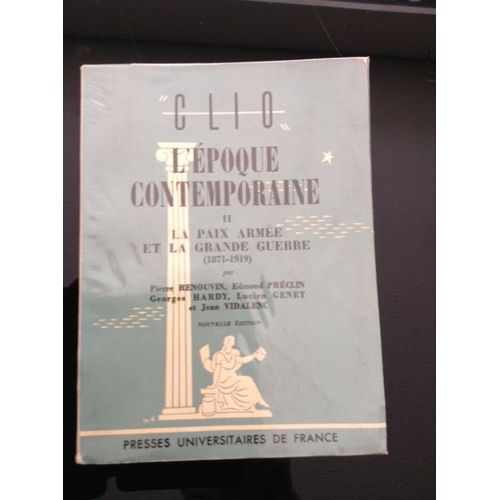 "CLIO"
L'ÉPOQUE
CONTEMPORAINE
II
LA PAIX ARMÉE
ET LA GRANDE GUERRE
(1871-1919)
par
Pierre RENOUVIN, Edmond PRÉCLIN
Georges HARDY, Lucien GENET
et Jean VIDALENC
NOUVELLE ÉDITION
PRESSES UNIVERSITAIRES DE FRANCE